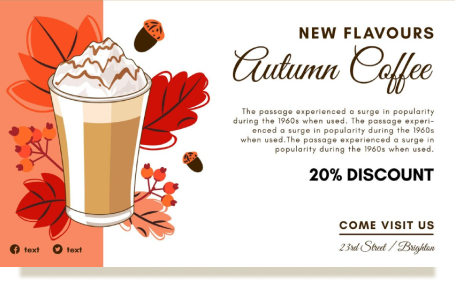 NEW FLAVOURS
Autumn Coffee
The passage experienced a surge in popularity
during the 1960s when used. The passage experi-
enced a surge in popularity during the 1960s
when used.The passage experienced a surge in
popularity during the 1960s when used.
20% DISCOUNT
COME VISIT US
23rd Street / Brighton
text text